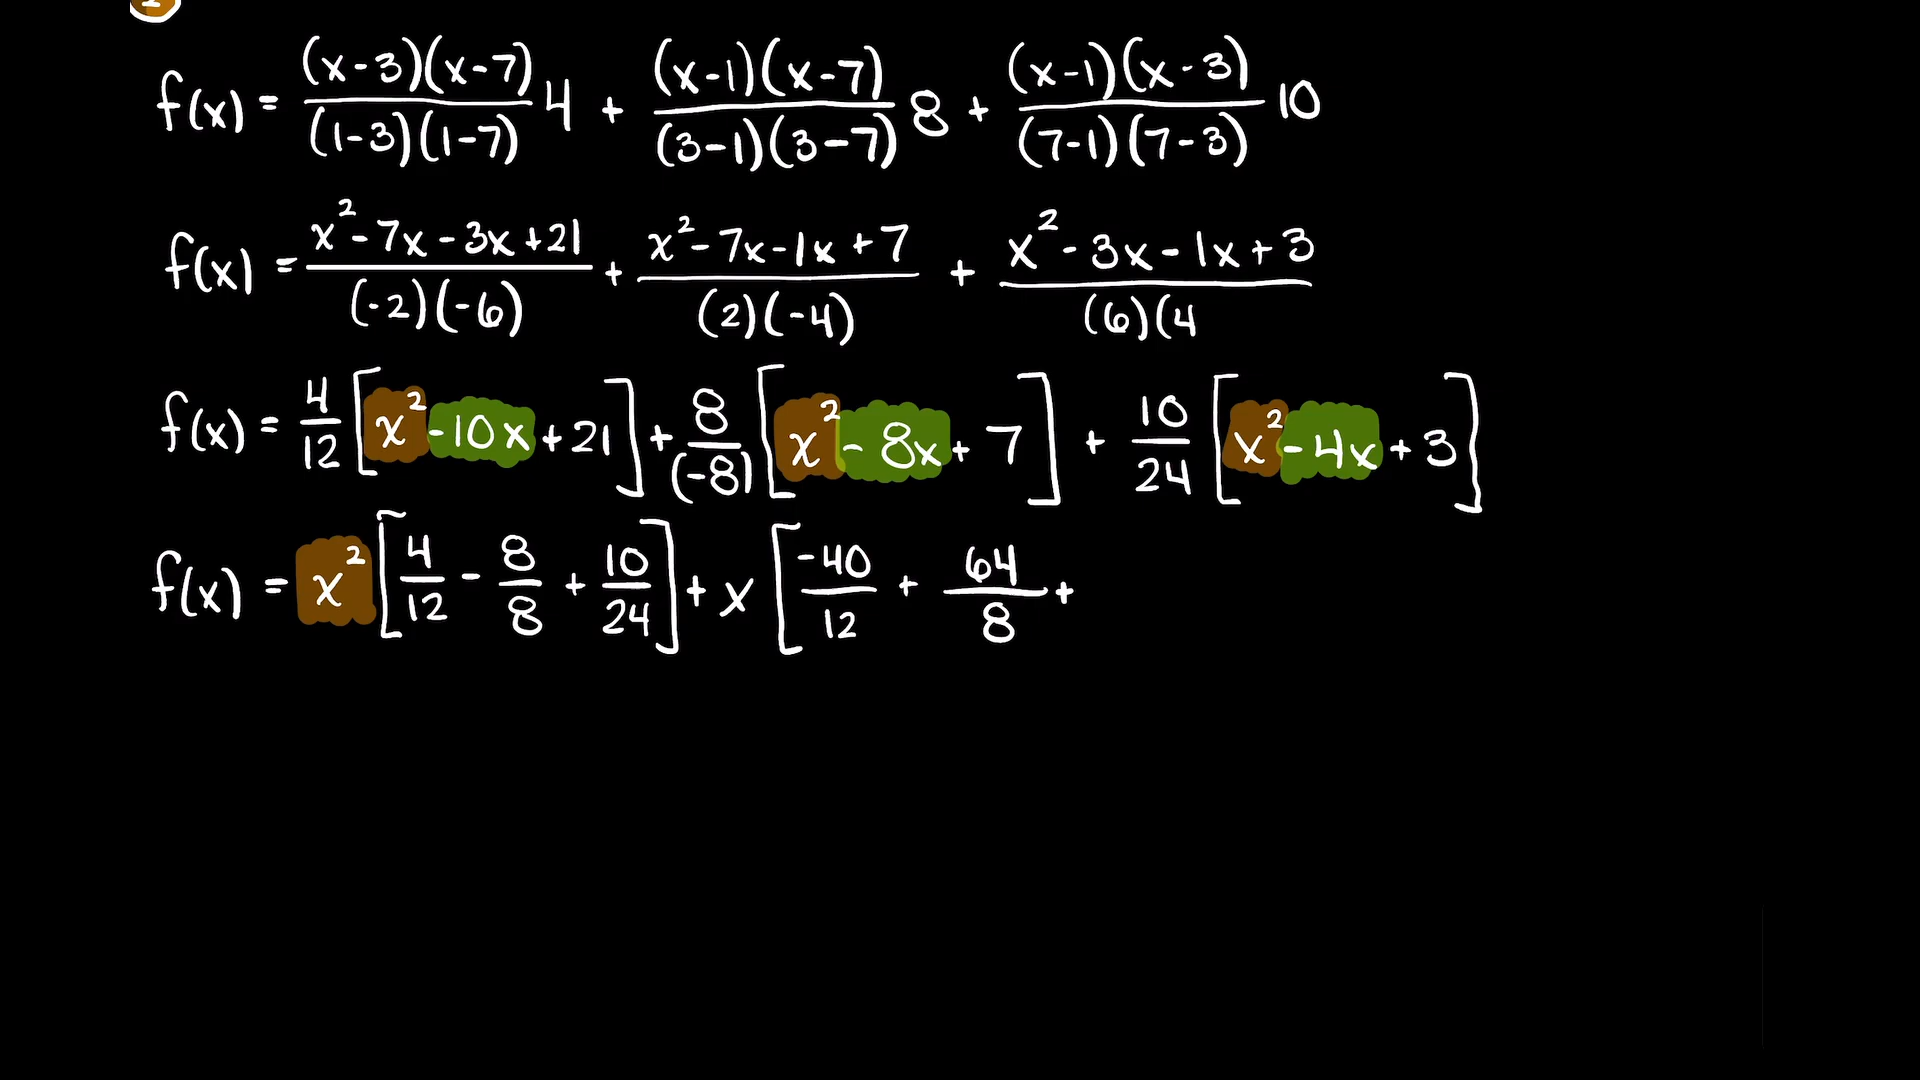 f(x) = (x-3)(x-7)/(1-3)(1-7) 4 + (x-1)(x-7)/(3-1)(3-7) 8 + (x-1)(x-3)/(7-1)(7-3) 10
f(x) = x²-7x-3x+21/(-2)(-6) + x²-7x-1x+7/(2)(-4) + x²-3x-1x+3/(6)(4
f(x) = 4/12 [x²-10x+21] + 8/(-8) [x²-8x+7] + 10/24 [x²-4x+3]
f(x) = x² [4/12 - 8/8 + 10/24] + x [-40/12 + 64/8 +